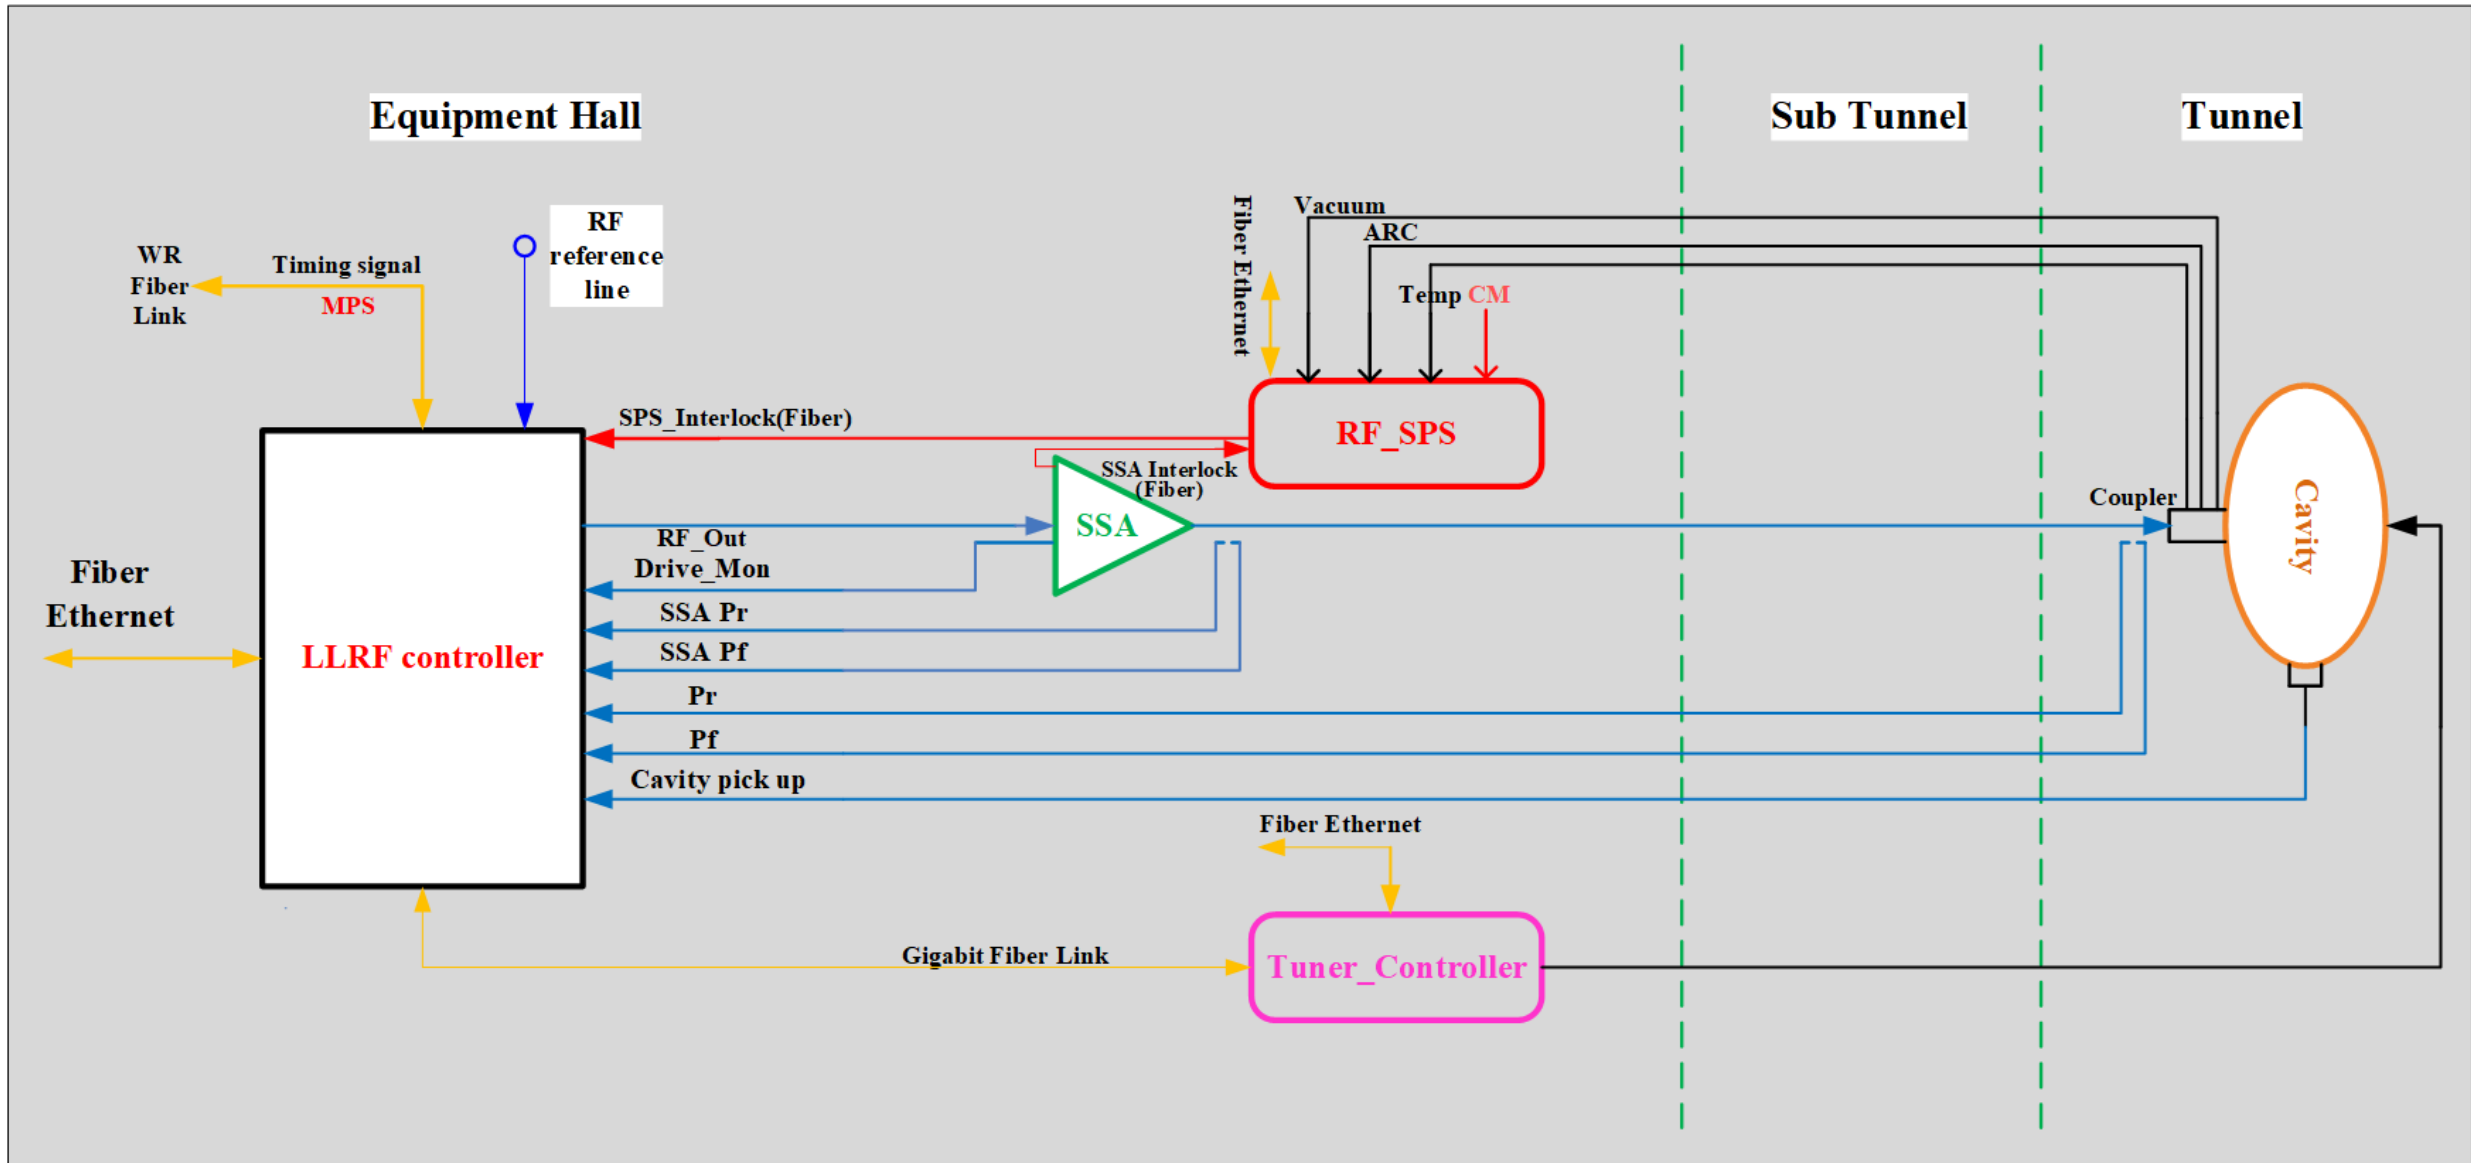 Equipment Hall
Sub Tunnel
Tunnel
RF
reference
line
WR
Fiber
Link
Timing signal
MPS
Fiber Ethernet
Vacuum
ARC
Temp CM
SPS_Interlock(Fiber)
RF_SPS
SSA Interlock
(Fiber)
SSA
Coupler
Cavity
RF_Out
Drive_Mon
SSA Pr
SSA Pf
Pr
Pf
Cavity pick up
Fiber
Ethernet
LLRF controller
Fiber Ethernet
Gigabit Fiber Link
Tuner_Controller